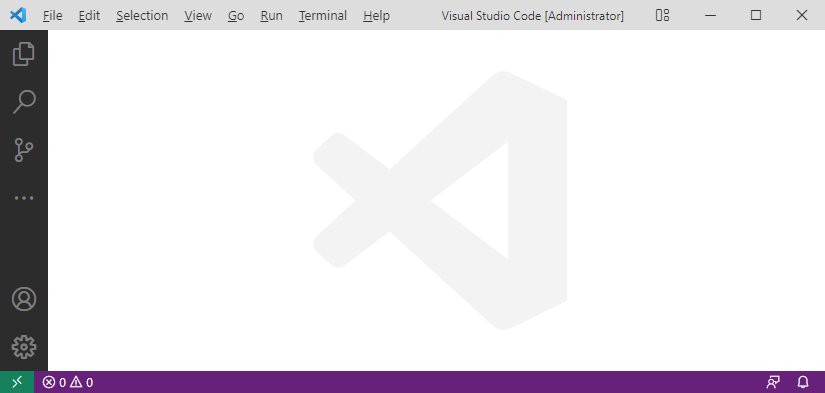 File Edit Selection View Go Run Terminal Help Visual Studio Code [Administrator]
0 0